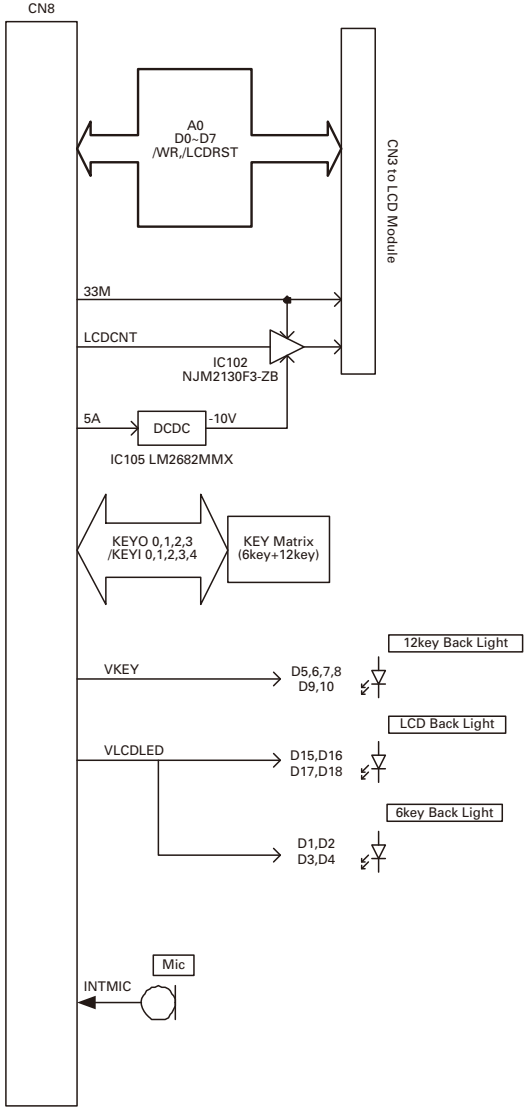 CN8
A0
D0~D7
/WR,/LCDRST
CN3 to LCD Module
33M
LCDCNT
IC102
NJM2130F3-ZB
5A
DCDC
-10V
IC105 LM2682MMX
KEYO 0,1,2,3
/KEYI 0,1,2,3,4
KEY Matrix
(6key+12key)
12key Back Light
VKEY
D5,6,7,8
D9,10
LCD Back Light
VLCDLED
D15,D16
D17,D18
6key Back Light
D1,D2
D3,D4
Mic
INTMIC